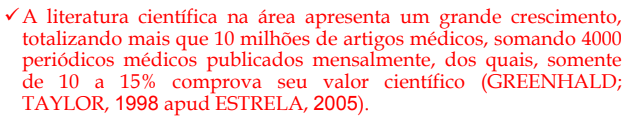 ✓A literatura científica na área apresenta um grande crescimento,
totalizando mais que 10 milhões de artigos médicos, somando 4000
periódicos médicos publicados mensalmente, dos quais, somente
de 10 a 15% comprova seu valor científico (GREENHALD;
TAYLOR, 1998 apud ESTRELA, 2005).